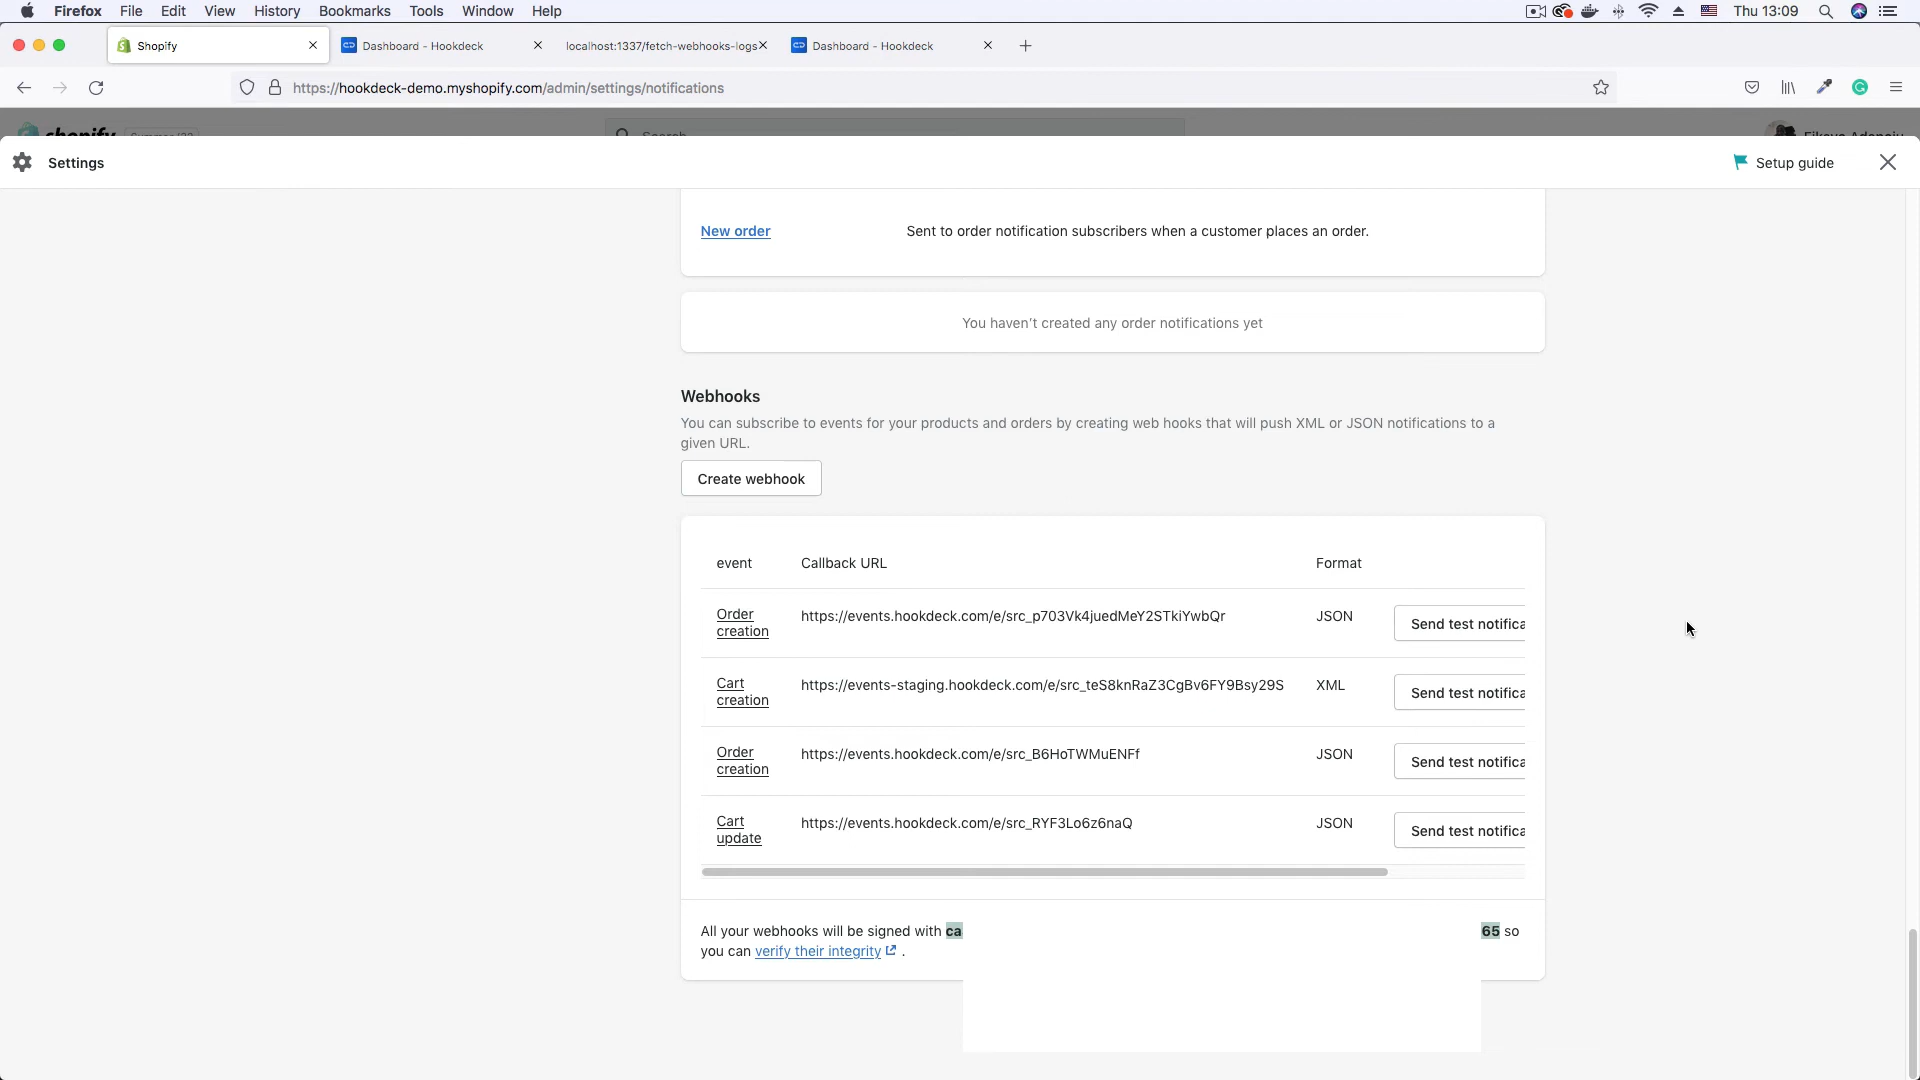 Firefox File Edit View History Bookmarks Tools Window Help Thu 13:09
Shopify Dashboard - Hookdeck localhost:1337/fetch-webhooks-logs Dashboard - Hookdeck
https://hookdeck-demo.myshopify.com/admin/settings/notifications
shopify Summer '22 Search
Settings Setup guide
New order Sent to order notification subscribers when a customer places an order.
You haven't created any order notifications yet
Webhooks
You can subscribe to events for your products and orders by creating web hooks that will push XML or JSON notifications to a
given URL.
Create webhook
event Callback URL Format
Order
creation https://events.hookdeck.com/e/src_p703Vk4juedMeY2STkiYwbQr JSON Send test notifica
Cart
creation https://events-staging.hookdeck.com/e/src_teS8knRaZ3CgBv6FY9Bsy29S XML Send test notifica
Order
creation https://events.hookdeck.com/e/src_B6HoTWMuENFf JSON Send test notifica
Cart
update https://events.hookdeck.com/e/src_RYF3Lo6z6naQ JSON Send test notifica
All your webhooks will be signed with ca 65 so
you can verify their integrity .